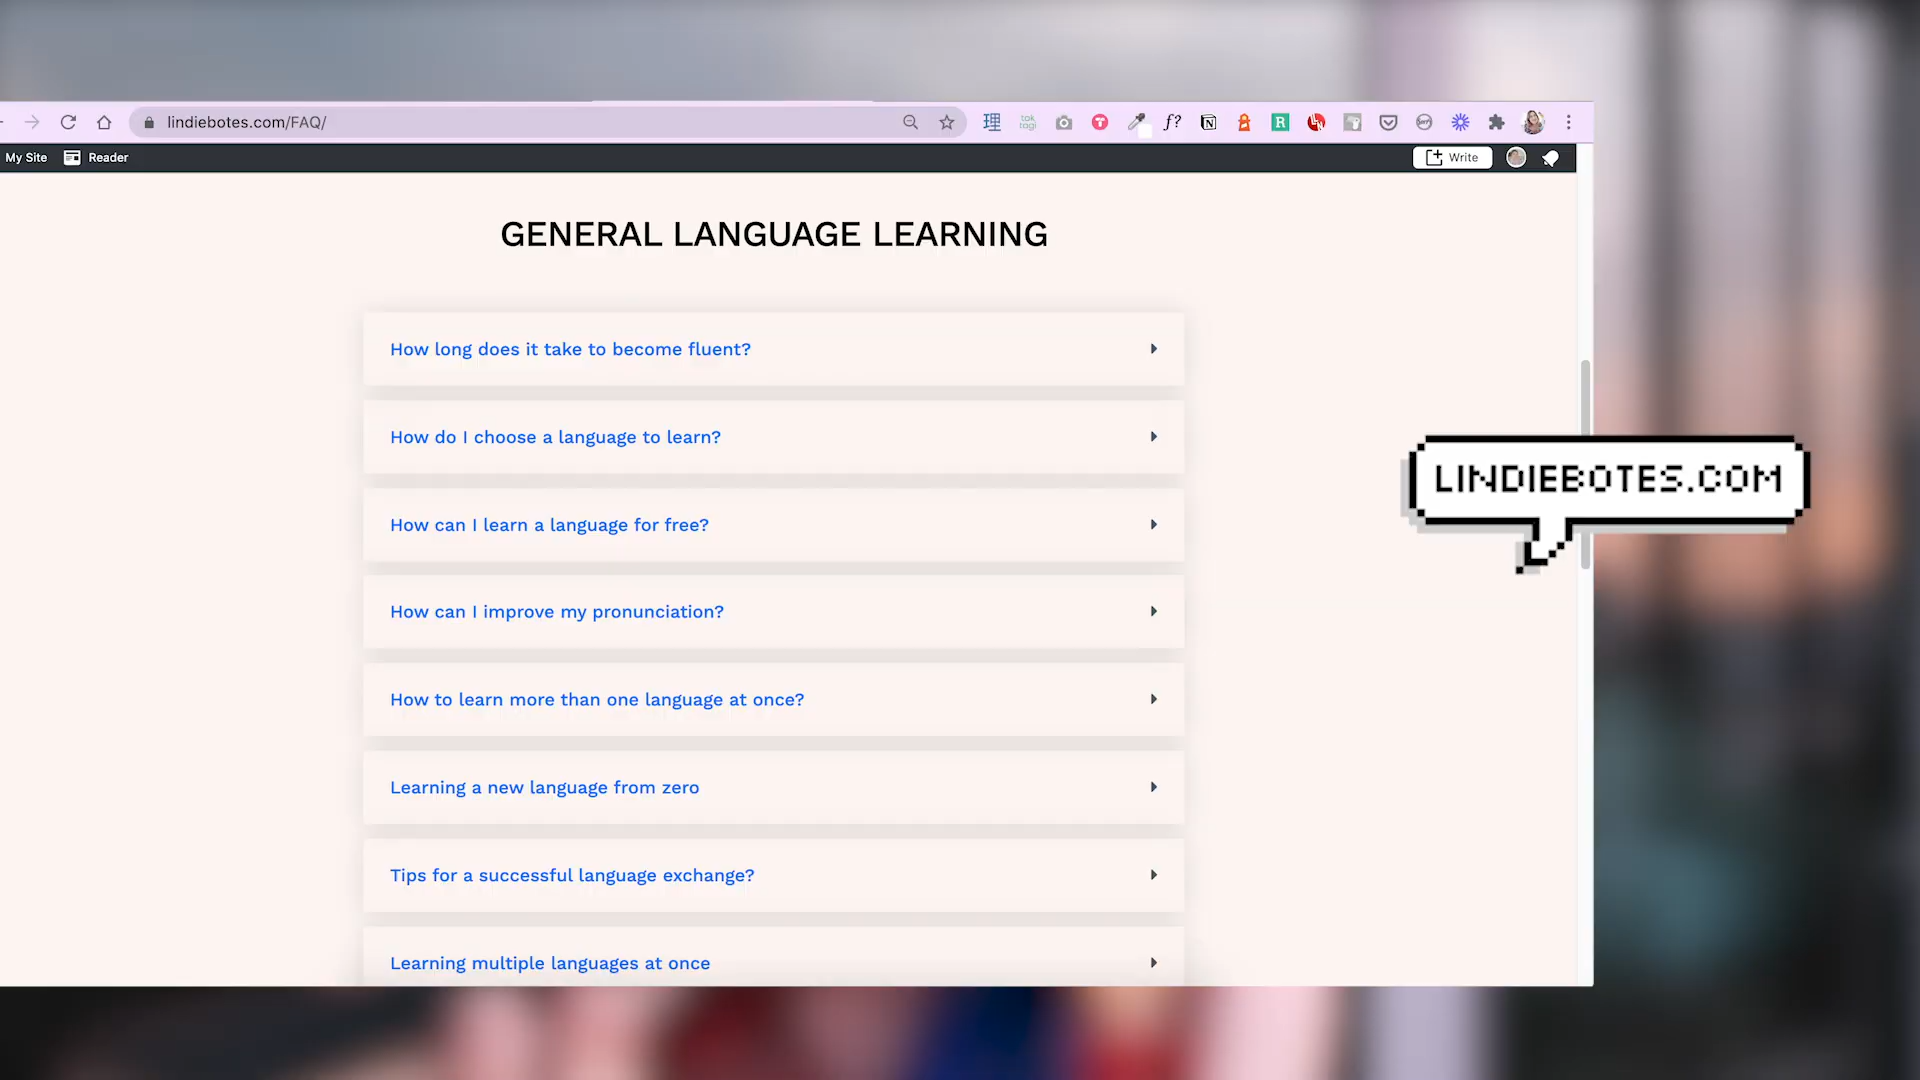 lindiebotes.com/FAQ/
理
tok
tagi
f?
R
My Site
Reader
Write
GENERAL LANGUAGE LEARNING
How long does it take to become fluent?
How do I choose a language to learn?
LINDIEBOTES.COM
How can I learn a language for free?
How can I improve my pronunciation?
How to learn more than one language at once?
Learning a new language from zero
Tips for a successful language exchange?
Learning multiple languages at once